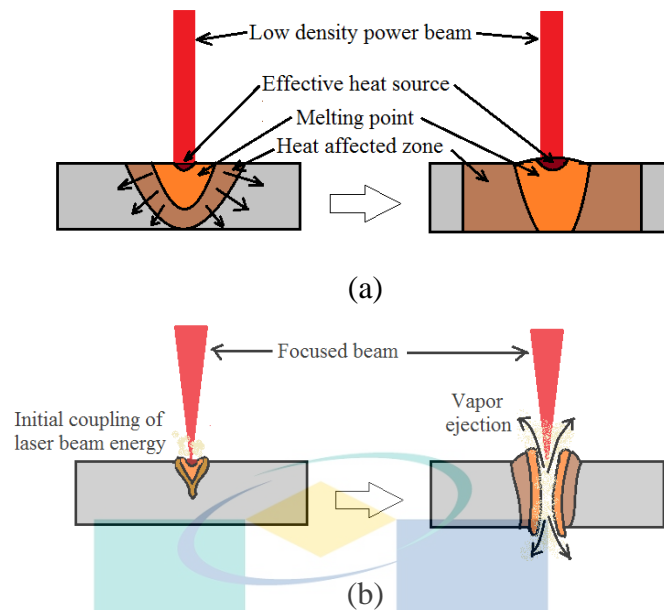 Low density power beam
Effective heat source
Melting point
Heat affected zone
(a)
Focused beam
Initial coupling of
laser beam energy
Vapor
ejection
(b)